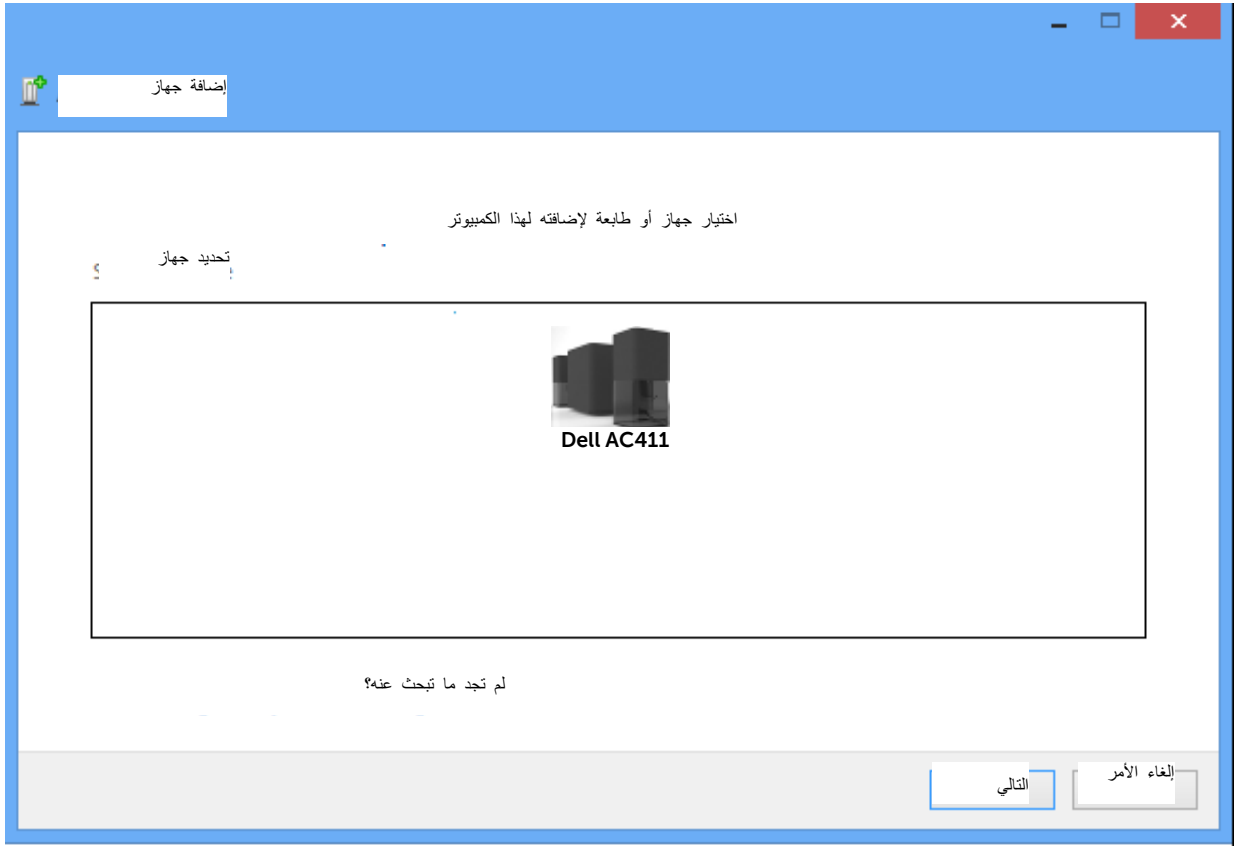 إضافة جهاز
اختيار جهاز أو طابعة لإضافته لهذا الكمبيوتر
تحديد جهاز
Dell AC411
لم تجد ما تبحث عنه؟
التالي
إلغاء الأمر